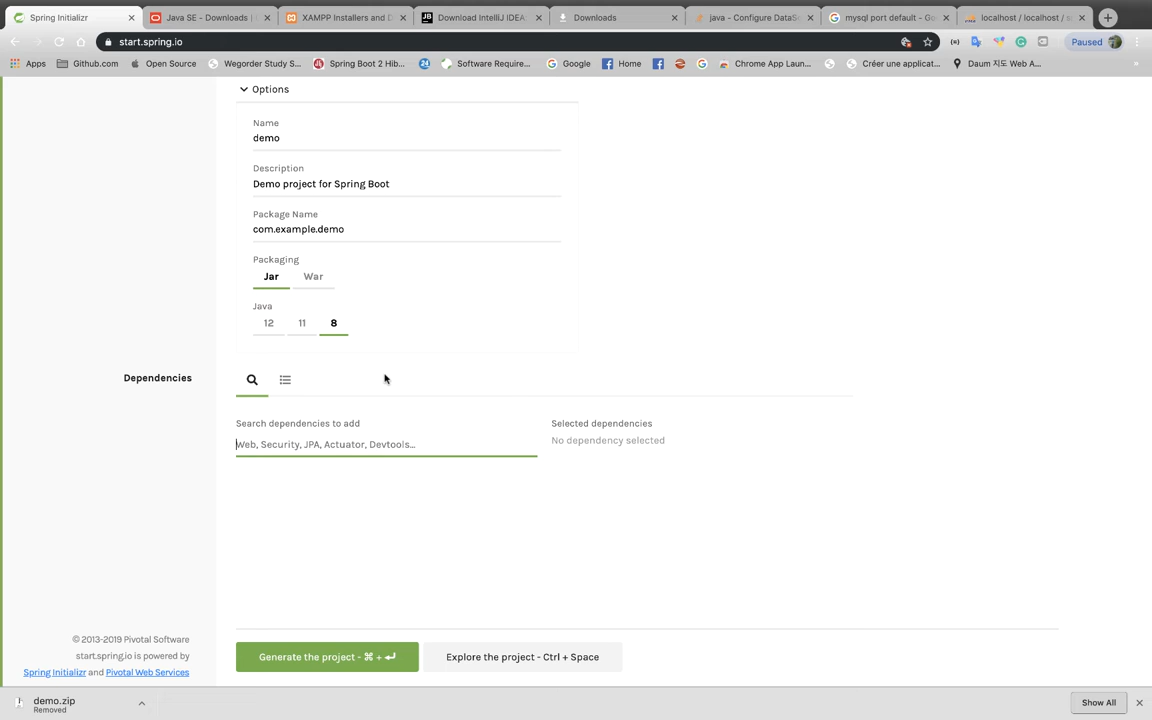 Spring Initializr
Java SE - Downloads |
XAMPP Installers and D
Download IntelliJ IDEA:
Downloads
java - Configure DataS
mysql port default - Go
localhost / localhost / s
start.spring.io
Paused
Apps
Github.com
Open Source
Wegorder Study S...
Spring Boot 2 Hib...
24
Software Require...
Google
Home
Chrome App Laun...
Créer une applicat...
Daum 지도 Web A...
»
Options
Name
demo
Description
Demo project for Spring Boot
Package Name
com.example.demo
Packaging
Jar War
Java
12 11 8
Dependencies
Search dependencies to add
Web, Security, JPA, Actuator, Devtools...
Selected dependencies
No dependency selected
© 2013-2019 Pivotal Software
start.spring.io is powered by
Spring Initializr and Pivotal Web Services
Generate the project - ⌘ + ↵
Explore the project - Ctrl + Space
demo.zip
Removed
Show All